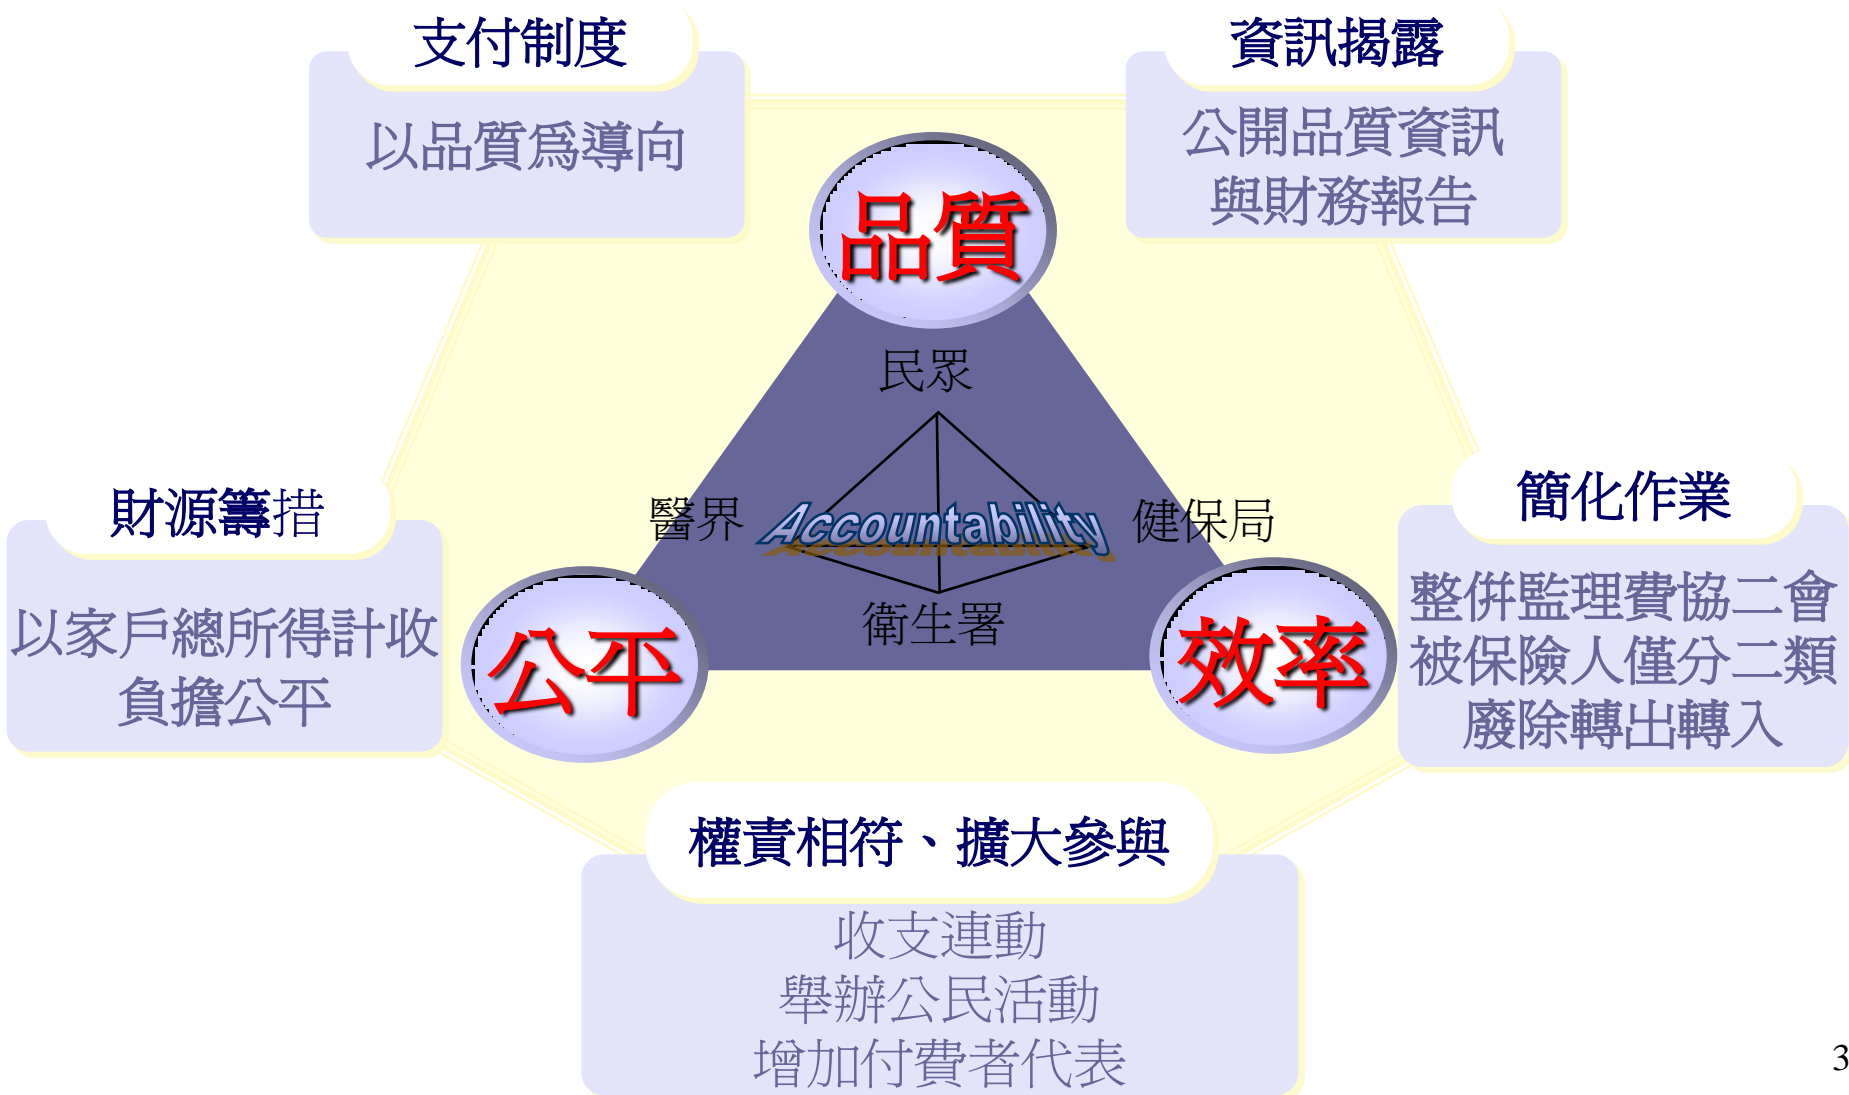 支付制度
以品質為導向
資訊揭露
公開品質資訊
與財務報告
品質
民眾
醫界
Accountability
健保局
衛生署
財源籌措
以家戶總所得計收
負擔公平
公平
效率
簡化作業
整併監理費協二會
被保險人僅分二類
廢除轉出轉入
權責相符、擴大參與
收支連動
舉辦公民活動
增加付費者代表
3